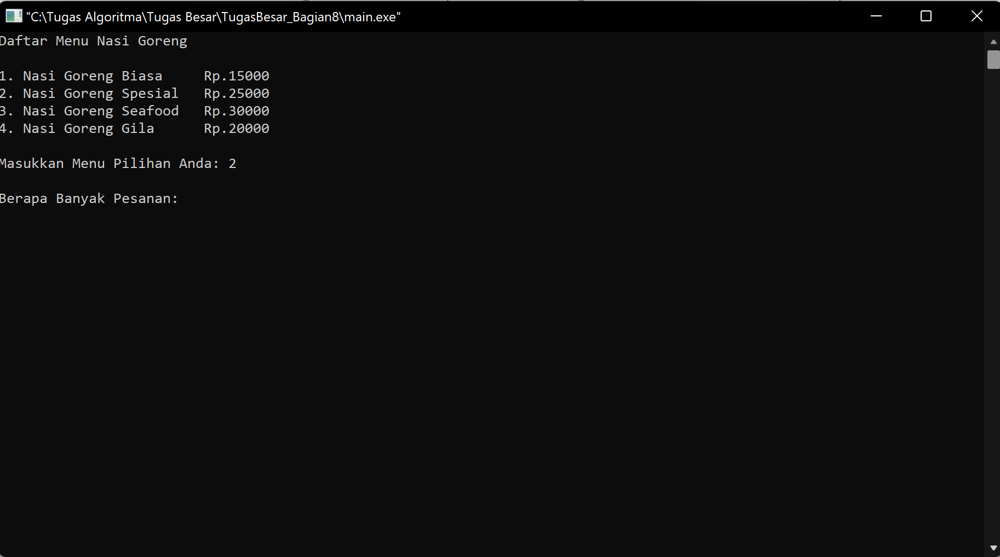 "C:\Tugas Algoritma\Tugas Besar\TugasBesar_Bagian8\main.exe"
Daftar Menu Nasi Goreng
1. Nasi Goreng Biasa     Rp.15000
2. Nasi Goreng Spesial   Rp.25000
3. Nasi Goreng Seafood   Rp.30000
4. Nasi Goreng Gila      Rp.20000
Masukkan Menu Pilihan Anda: 2
Berapa Banyak Pesanan: